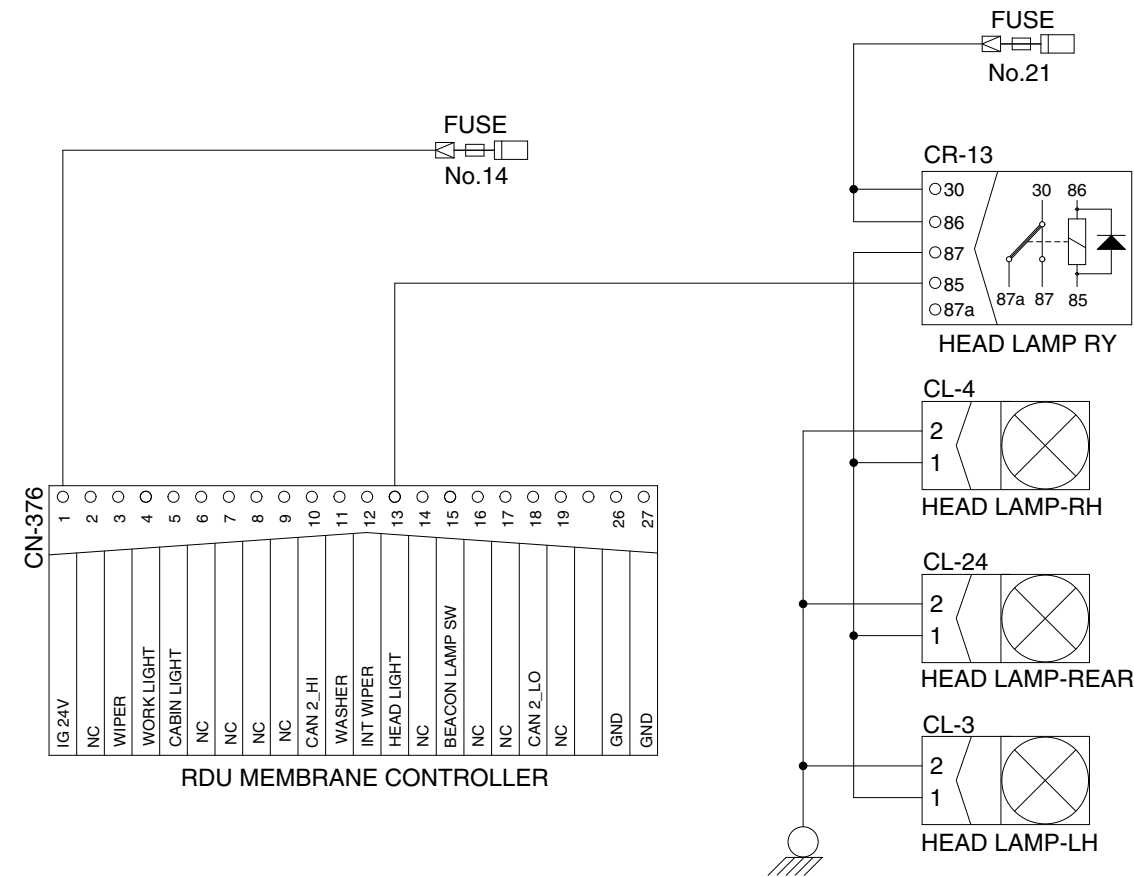 FUSE
No.21
FUSE
No.14
CR-13
30
86
87
85
87a
30 86
87a 87 85
HEAD LAMP RY
CL-4
2
1
HEAD LAMP-RH
CL-24
2
1
HEAD LAMP-REAR
CL-3
2
1
HEAD LAMP-LH
CN-376
1 2 3 4 5 6 7 8 9 10 11 12 13 14 15 16 17 18 19 26 27
IG 24V
NC
WIPER
WORK LIGHT
CABIN LIGHT
NC
NC
NC
NC
CAN 2_HI
WASHER
INT WIPER
HEAD LIGHT
NC
BEACON LAMP SW
NC
NC
CAN 2_LO
NC
GND
GND
RDU MEMBRANE CONTROLLER